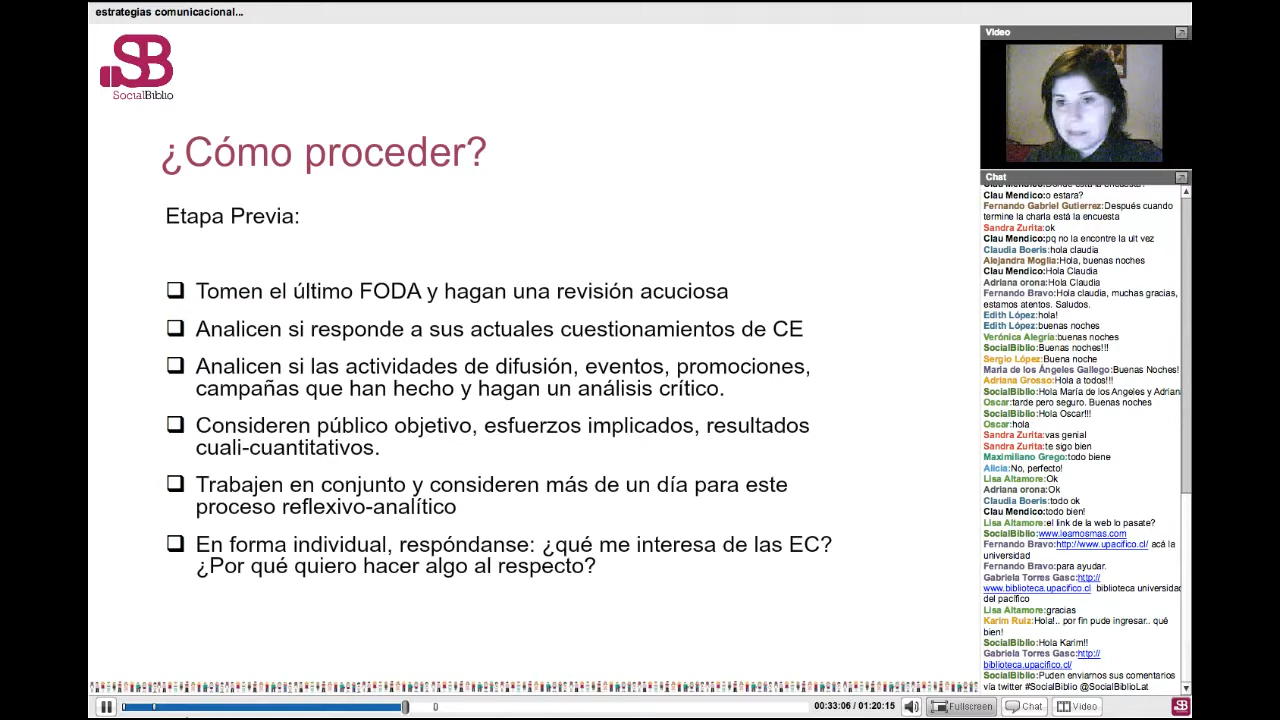 estrategias comunicacional...
SB
SocialBiblio
¿Cómo proceder?
Etapa Previa:
Tomen el último FODA y hagan una revisión acuciosa
Analicen si responde a sus actuales cuestionamientos de CE
Analicen si las actividades de difusión, eventos, promociones,
campañas que han hecho y hagan un análisis crítico.
Consideren público objetivo, esfuerzos implicados, resultados
cuali-cuantitativos.
Trabajen en conjunto y consideren más de un día para este
proceso reflexivo-analítico
En forma individual, respóndanse: ¿qué me interesa de las EC?
¿Por qué quiero hacer algo al respecto?
Video
Chat
Clau Mendico:o estara?
Fernando Gabriel Gutierrez:Después cuando
termine la charla está la encuesta
Sandra Zurita:ok
Clau Mendico:pq no la encontre la ult vez
Claudia Boeris:hola claudia
Alejandra Moglia:Hola, buenas noches
Clau Mendico:Hola Claudia
Adriana orona:Hola Claudia
Fernando Bravo:Hola claudia, muchas gracias,
estamos atentos. Saludos.
Edith López:hola!
Edith López:buenas noches
Verónica Alegria:buenas noches
SocialBiblio:Buenas noches!!!
Sergio López:Buena noche
Maria de los Ángeles Gallego:Buenas Noches!
Adriana Grosso:Hola a todos!!!
SocialBiblio:Hola María de los Angeles y Adrian
Oscar:tarde pero seguro. Buenas noches
SocialBiblio:Hola Oscar!!!
Oscar:hola
Sandra Zurita:vas genial
Sandra Zurita:te sigo bien
Maximiliano Grego:todo biene
Alicia:No, perfecto!
Lisa Altamore:Ok
Adriana orona:Ok
Claudia Boeris:todo ok
Clau Mendico:todo bien!
Lisa Altamore:el link de la web lo pasate?
SocialBiblio:www.leamosmas.com
Fernando Bravo:http://www.upacifico.cl/ acá la
universidad
Fernando Bravo:para ayudar.
Gabriela Torres Gasc:http://
www.biblioteca.upacifico.cl biblioteca universidad
del pacífico
Lisa Altamore:gracias
Karim Ruiz:Hola!.. por fin pude ingresar.. qué
bien!
SocialBiblio:Hola Karim!!
Gabriela Torres Gasc:http://
biblioteca.upacifico.cl/
SocialBiblio:Puden enviarnos sus comentarios
vía twitter #SocialBiblio @SocialBiblioLat
00:33:06 / 01:20:15
Fullscreen
Chat
Video
SB